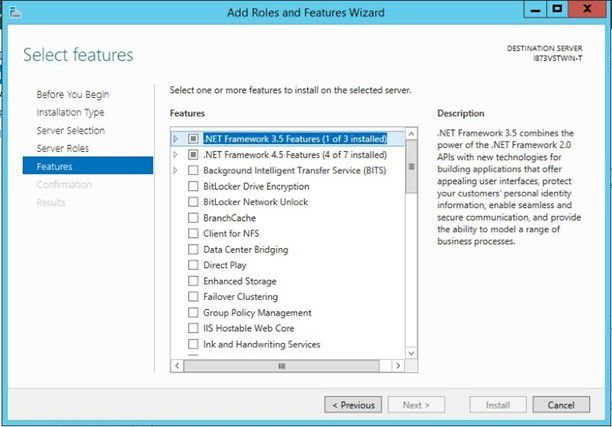 Add Roles and Features Wizard
Select features
DESTINATION SERVER
I873VSTWIN-T
Before You Begin
Installation Type
Server Selection
Server Roles
Features
Confirmation
Results
Select one or more features to install on the selected server.
Features
.NET Framework 3.5 Features (1 of 3 installed)
.NET Framework 4.5 Features (4 of 7 installed)
Background Intelligent Transfer Service (BITS)
BitLocker Drive Encryption
BitLocker Network Unlock
BranchCache
Client for NFS
Data Center Bridging
Direct Play
Enhanced Storage
Failover Clustering
Group Policy Management
IIS Hostable Web Core
Ink and Handwriting Services
Description
.NET Framework 3.5 combines the
power of the .NET Framework 2.0
APIs with new technologies for
building applications that offer
appealing user interfaces, protect
your customers' personal identity
information, enable seamless and
secure communication, and provide
the ability to model a range of
business processes.
< Previous
Next >
Install
Cancel